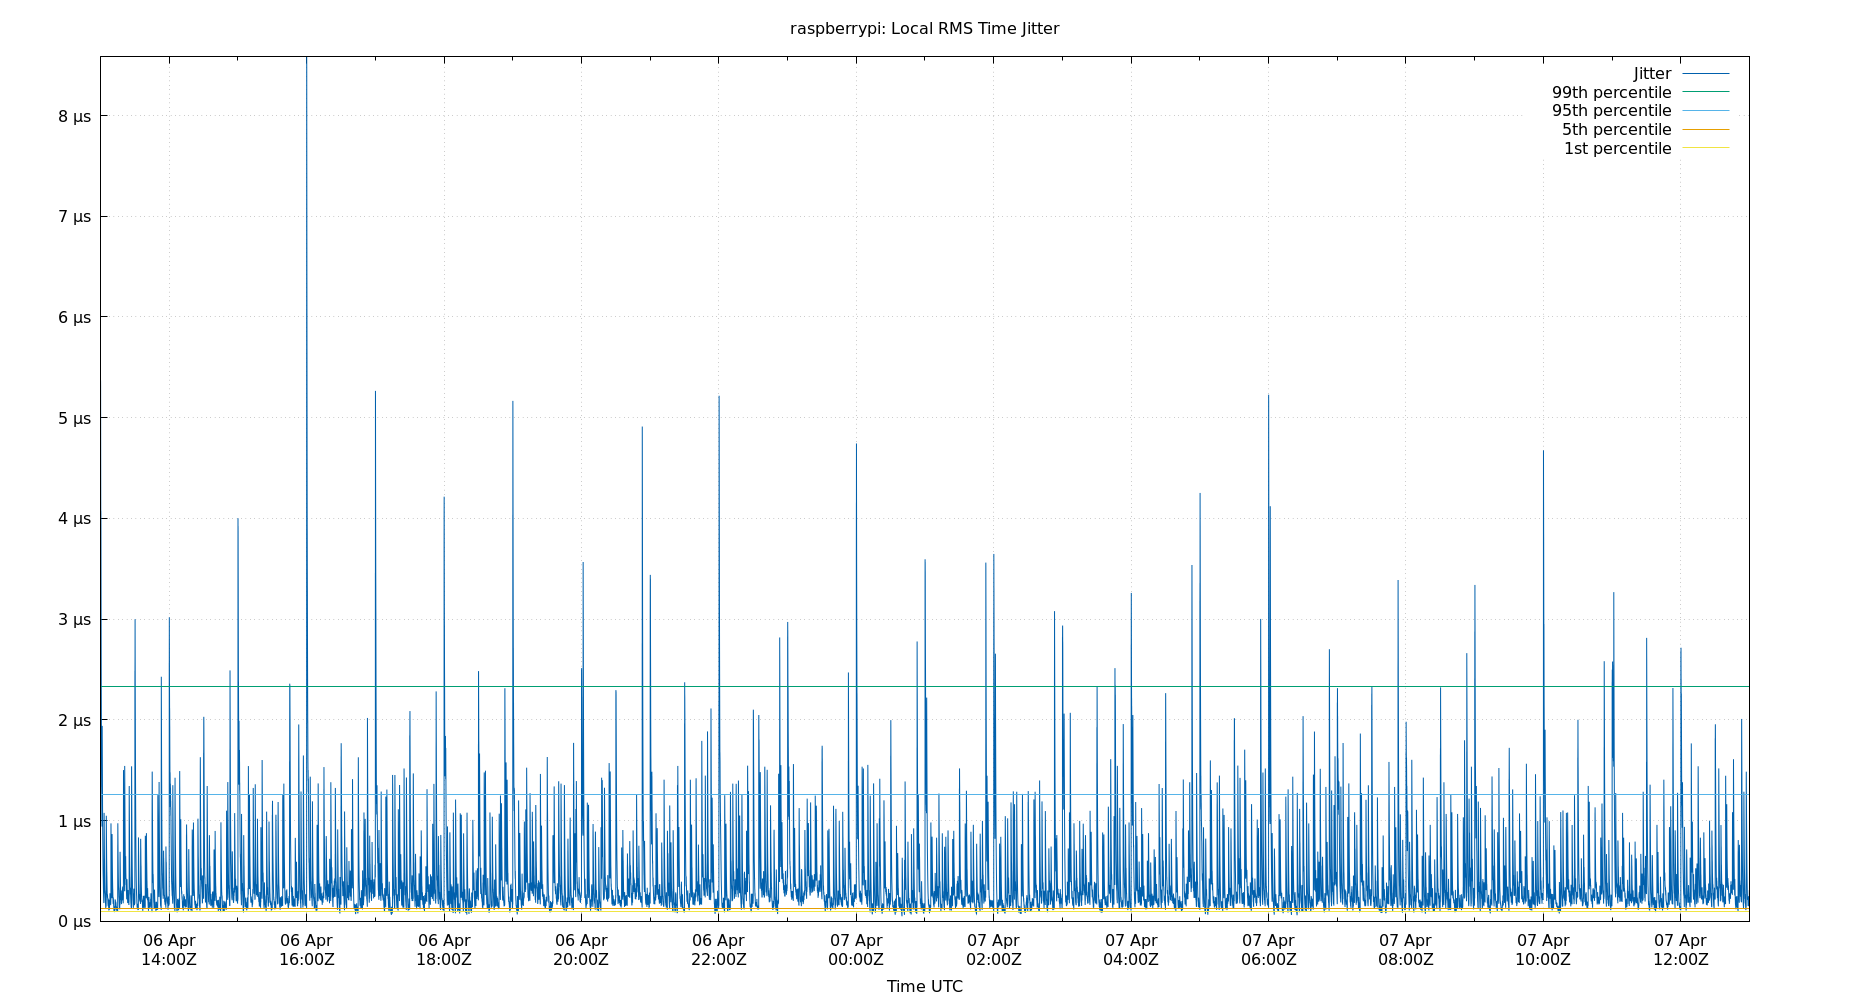 raspberrypi: Local RMS Time Jitter
Jitter
99th percentile
95th percentile
5th percentile
1st percentile
8 µs
7 µs
6 µs
5 µs
4 µs
3 µs
2 µs
1 µs
0 µs
06 Apr 06 Apr 06 Apr 06 Apr 06 Apr 07 Apr 07 Apr 07 Apr 07 Apr 07 Apr 07 Apr 07 Apr
14:00Z 16:00Z 18:00Z 20:00Z 22:00Z 00:00Z 02:00Z 04:00Z 06:00Z 08:00Z 10:00Z 12:00Z
Time UTC